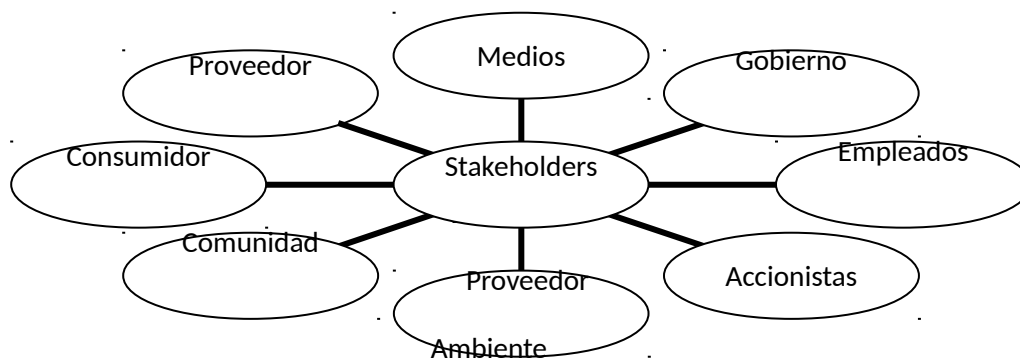 Medios
Proveedor
Gobierno
Consumidor
Stakeholders
Empleados
Comunidad
Proveedor
Accionistas
Ambiente